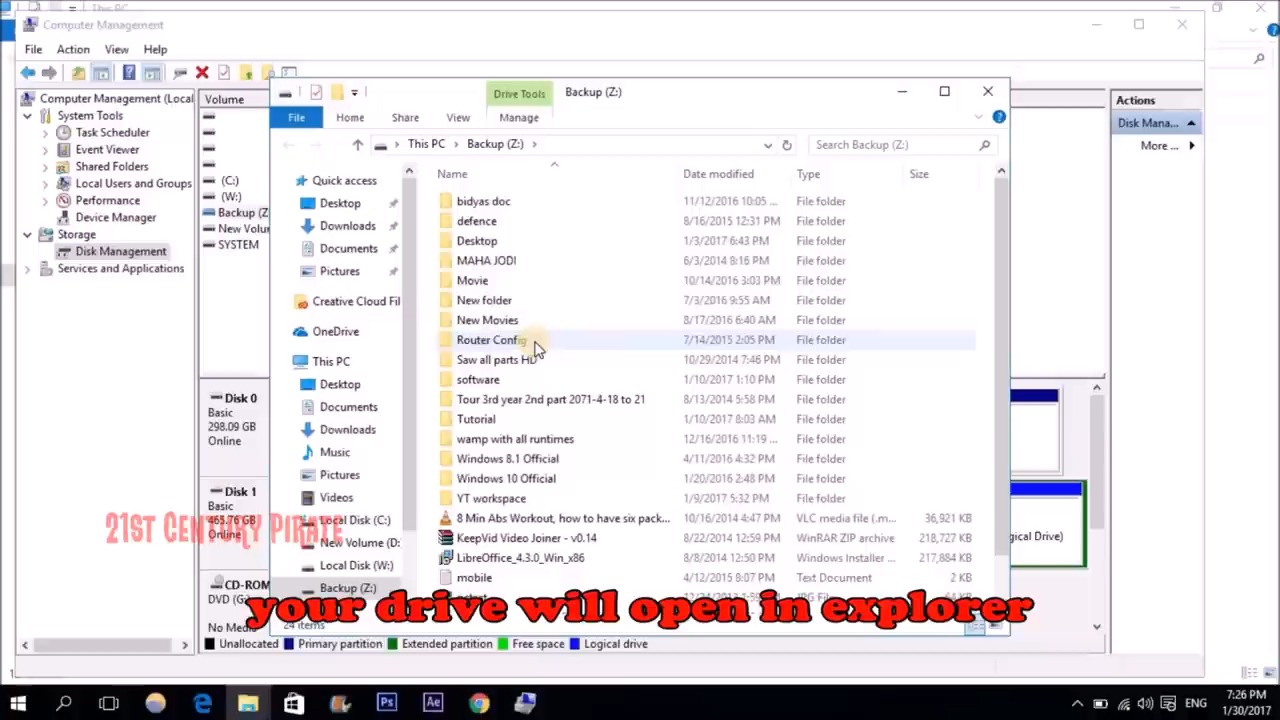 This PC
Computer Management
File Action View Help
Computer Management (Local
System Tools
Task Scheduler
Event Viewer
Shared Folders
Local Users and Groups
Performance
Device Manager
Storage
Disk Management
Services and Applications
Volume
(C:)
(W:)
Backup (Z
New Volu
SYSTEM
Drive Tools
Backup (Z:)
File Home Share View Manage
This PC > Backup (Z:) >
Search Backup (Z:)
Quick access
Desktop
Downloads
Documents
Pictures
Creative Cloud Fil
OneDrive
This PC
Desktop
Documents
Downloads
Music
Pictures
Videos
Local Disk (C:)
New Volume (D:
Local Disk (W:)
Backup (Z:)
Name Date modified Type Size
bidyas doc 11/12/2016 10:05 ... File folder
defence 8/16/2015 12:31 PM File folder
Desktop 1/3/2017 6:43 PM File folder
MAHA JODI 6/3/2014 8:16 PM File folder
Movie 10/14/2016 3:03 PM File folder
New folder 7/3/2016 9:55 AM File folder
New Movies 8/17/2016 6:40 AM File folder
Router Config 7/14/2015 2:05 PM File folder
Saw all parts HD 10/29/2014 7:46 PM File folder
software 1/10/2017 1:10 PM File folder
Tour 3rd year 2nd part 2071-4-18 to 21 8/13/2014 5:58 PM File folder
Tutorial 1/10/2017 8:03 AM File folder
wamp with all runtimes 12/16/2016 11:19 ... File folder
Windows 8.1 Official 4/11/2016 4:32 PM File folder
Windows 10 Official 1/20/2016 2:48 PM File folder
YT workspace 1/9/2017 5:32 PM File folder
8 Min Abs Workout, how to have six pack... 10/16/2014 4:47 PM VLC media file (.m... 36,921 KB
KeepVid Video Joiner - v0.14 8/22/2014 12:59 PM WinRAR ZIP archive 218,727 KB
LibreOffice_4.3.0_Win_x86 8/8/2014 12:50 PM Windows Installer ... 217,884 KB
mobile 4/12/2015 8:07 PM Text Document 2 KB
24 items
Actions
Disk Mana...
More ...
Disk 0
Basic
298.09 GB
Online
Disk 1
Basic
465.76 GB
Online
CD-ROM
DVD (G:)
No Media
ogical Drive)
21st Century Pirate
your drive will open in explorer
Unallocated Primary partition Extended partition Free space Logical drive
Ps Ae
ENG
7:26 PM
1/30/2017